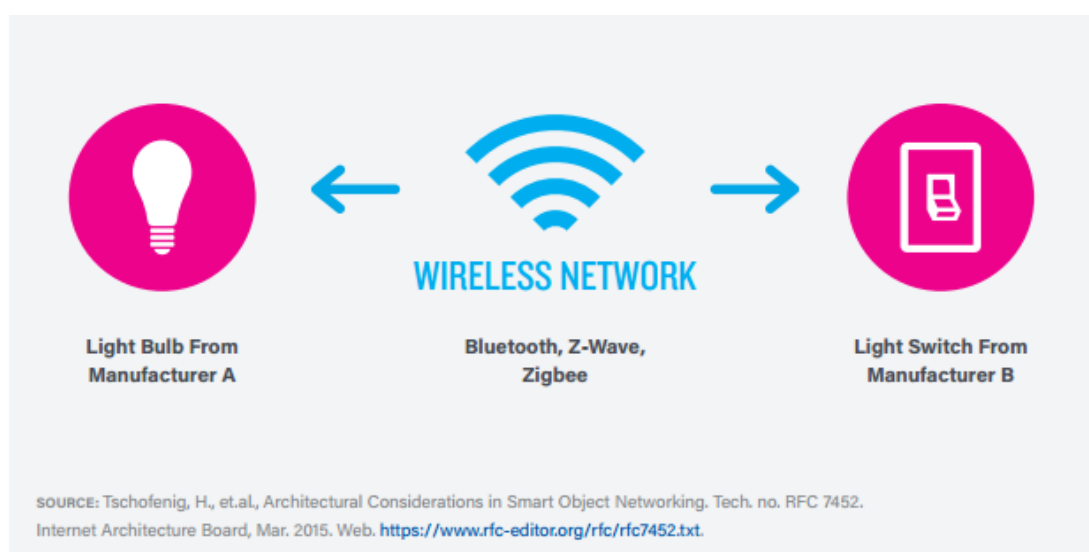 WIRELESS NETWORK
Light Bulb From
Manufacturer A
Bluetooth, Z-Wave,
Zigbee
Light Switch From
Manufacturer B
SOURCE: Tschofenig, H., et.al., Architectural Considerations in Smart Object Networking. Tech. no. RFC 7452.
Internet Architecture Board, Mar. 2015. Web. https://www.rfc-editor.org/rfc/rfc7452.txt.